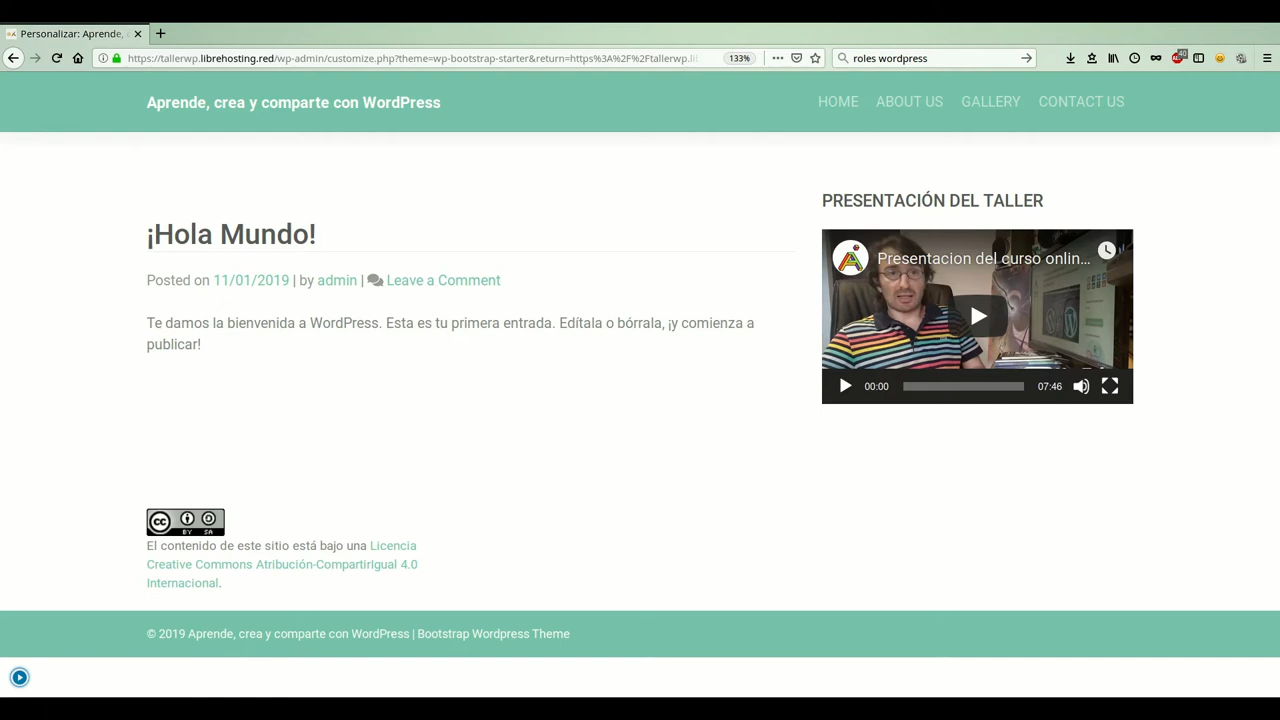 Personalizar: Aprende,
https://tallerwp.librehosting.red/wp-admin/customize.php?theme=wp-bootstrap-starter&return=https%3A%2F%2Ftallerwp.li
133%
roles wordpress
40
Aprende, crea y comparte con WordPress
HOME ABOUT US GALLERY CONTACT US
PRESENTACIÓN DEL TALLER
¡Hola Mundo!
Presentacion del curso onlin...
Posted on 11/01/2019 | by admin | Leave a Comment
Te damos la bienvenida a WordPress. Esta es tu primera entrada. Edítala o bórrala, ¡y comienza a
publicar!
00:00 07:46
cc BY SA
El contenido de este sitio está bajo una Licencia
Creative Commons Atribución-CompartirIgual 4.0
Internacional.
© 2019 Aprende, crea y comparte con WordPress | Bootstrap Wordpress Theme